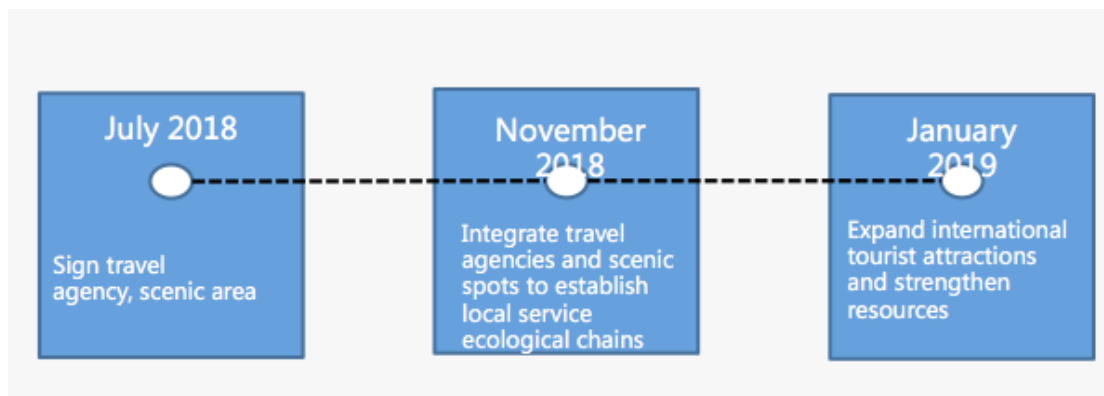 July 2018
Sign travel
agency, scenic area
November
2018
Integrate travel
agencies and scenic
spots to establish
local service
ecological chains
January
2019
Expand international
tourist attractions
and strengthen
resources